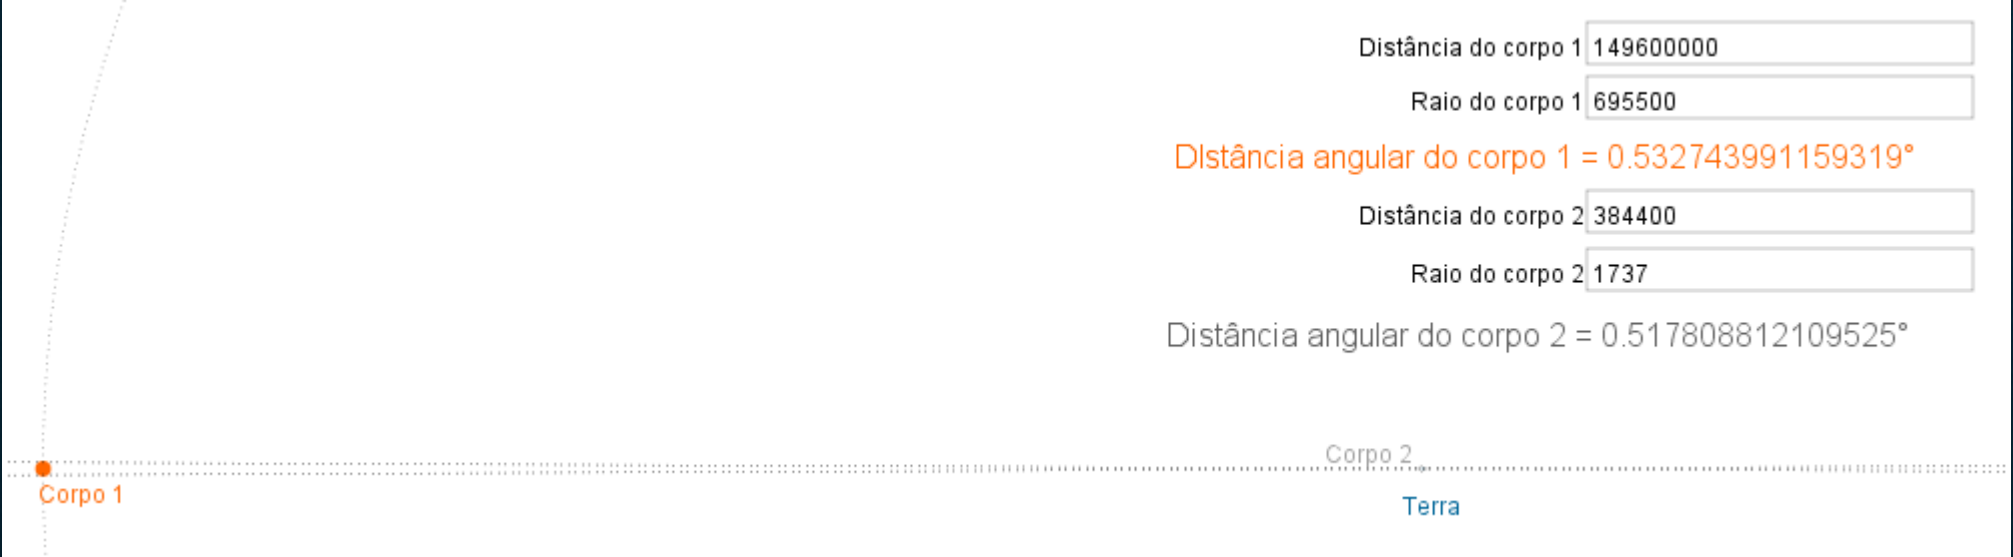 Distância do corpo 1 149600000
Raio do corpo 1 695500
DIstância angular do corpo 1 = 0.532743991159319°
Distância do corpo 2 384400
Raio do corpo 2 1737
Distância angular do corpo 2 = 0.517808812109525°
Corpo 2
Corpo 1
Terra